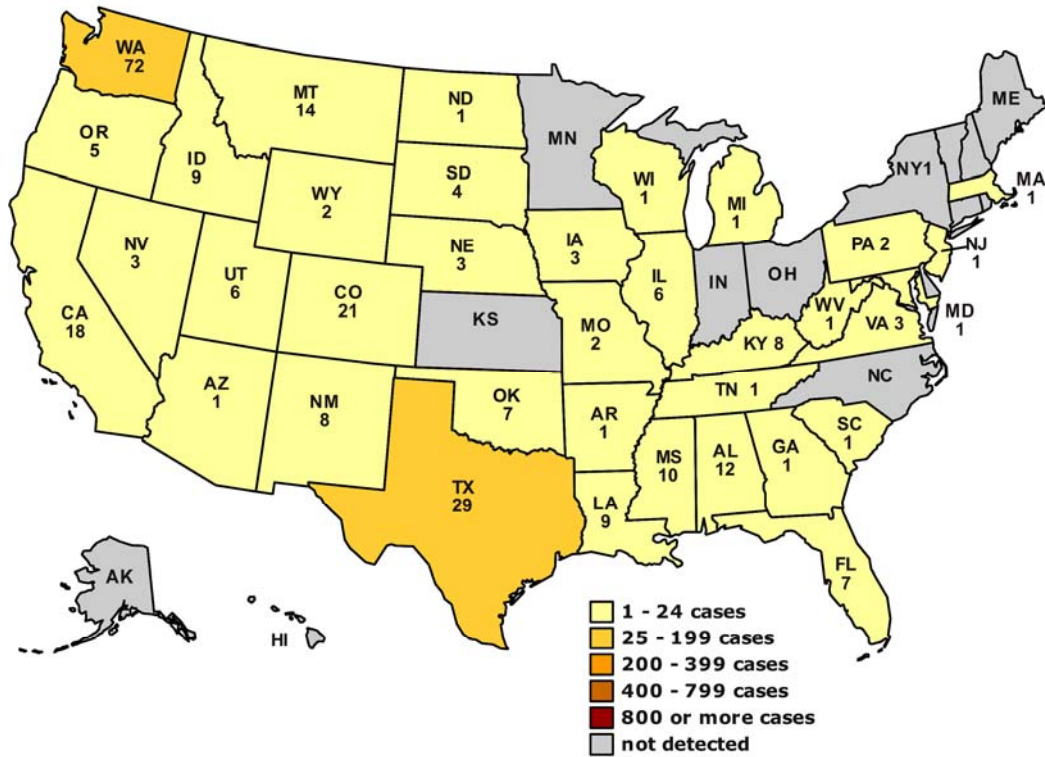 WA
72
MT
14
ND
1
MN
ME
OR
5
ID
9
SD
4
WI
1
NY1
MA
1
WY
2
MI
1
NV
3
NE
3
IA
3
PA 2
NJ
1
UT
6
CO
21
IL
6
IN
OH
CA
18
KS
MO
2
WV
1
VA 3
MD
1
KY 8
AZ
1
NM
8
OK
7
AR
1
TN 1
NC
SC
1
MS
10
AL
12
GA
1
TX
29
LA
9
FL
7
AK
HI
1 - 24 cases
25 - 199 cases
200 - 399 cases
400 - 799 cases
800 or more cases
not detected